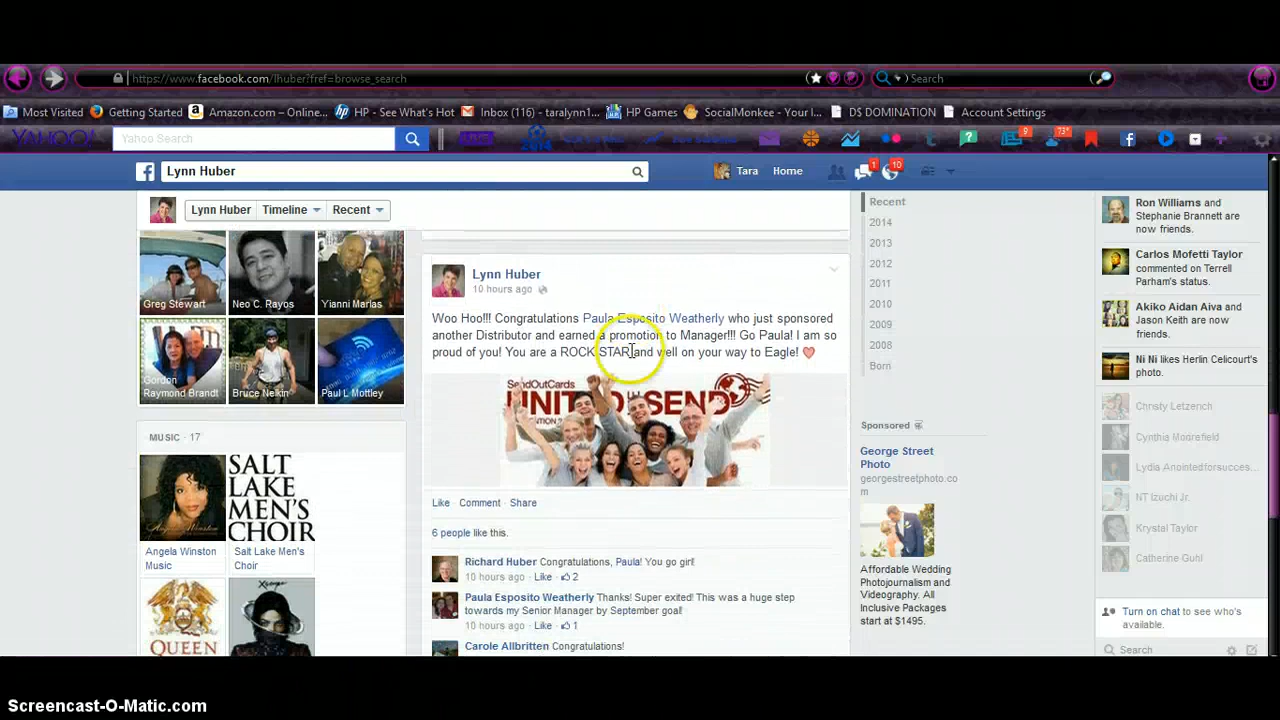 https://www.facebook.com/lhuber?fref=browse_search
Search
Most Visited
Getting Started
Amazon.com – Online...
HP - See What's Hot
Inbox (116) - taralynn1...
HP Games
SocialMonkee - Your l...
D$ DOMINATION
Account Settings
YAHOO!
Yahoo Search
2014
9
73*
Lynn Huber
Tara
Home
1
10
Lynn Huber
Timeline
Recent
Greg Stewart
Neo C. Rayos
Yianni Marlas
Gordon
Raymond Brandt
Bruce Nelkin
Paul L Mottley
MUSIC · 17
SALT
LAKE
MEN'S
CHOIR
Angela Winston
Music
Salt Lake Men's
Choir
QUEEN
Lynn Huber
10 hours ago
Woo Hoo!!! Congratulations Paula Esposito Weatherly who just sponsored
another Distributor and earned a promotion to Manager!!! Go Paula! I am so
proud of you! You are a ROCK STAR and well on your way to Eagle!
SendOutCards
UNITED SEND
Like Comment Share
6 people like this.
Richard Huber Congratulations, Paula! You go girl!
10 hours ago · Like · 2
Paula Esposito Weatherly Thanks! Super exited! This was a huge step
towards my Senior Manager by September goal!
10 hours ago · Like · 1
Carole Allbritten Congratulations!
Recent
2014
2013
2012
2011
2010
2009
2008
Born
Sponsored
George Street
Photo
georgestreetphoto.co
m
Affordable Wedding
Photojournalism and
Videography. All
Inclusive Packages
start at $1495.
Ron Williams and
Stephanie Brannett are
now friends.
Carlos Mofetti Taylor
commented on Terrell
Parham's status.
Akiko Aidan Aiva and
Jason Keith are now
friends.
Ni Ni likes Herlin Celicourt's
photo.
Christy Letzench
Cynthia Moorefield
Lydia Anointedforsucces...
NT Izuchi Jr.
Krystal Taylor
Catherine Guhl
Turn on chat to see who's
available.
Search
Screencast-O-Matic.com